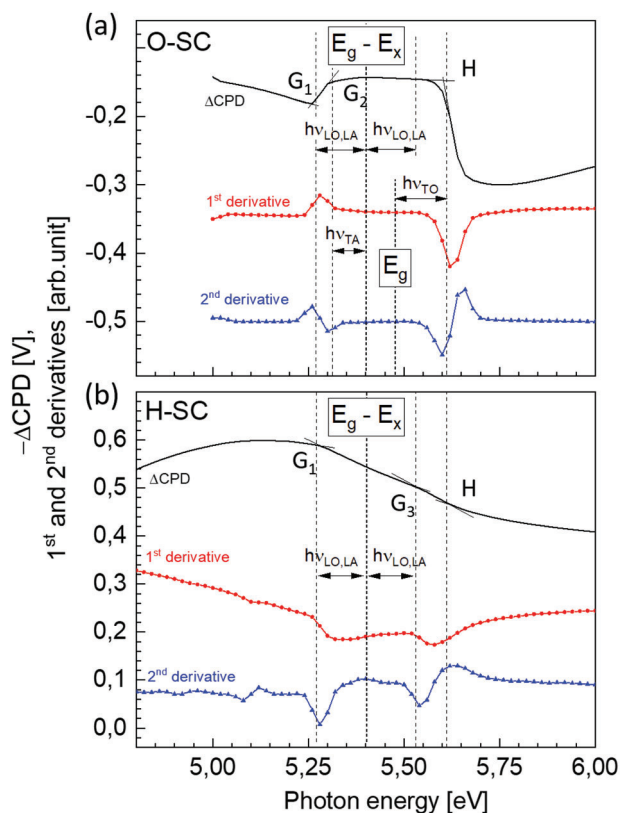 (a)
O-SC
E_g - E_x
G_1
G_2
H
ΔCPD
hν_LO,LA
hν_LO,LA
1st derivative
hν_TO
hν_TA
E_g
2nd derivative
-0,2
-0,3
-0,4
-0,5
(b)
H-SC
E_g - E_x
G_1
G_3
H
ΔCPD
hν_LO,LA
hν_LO,LA
1st derivative
2nd derivative
0,6
0,5
0,4
0,3
0,2
0,1
0,0
5,00
5,25
5,50
5,75
6,00
Photon energy [eV]
−ΔCPD [V],
1st and 2nd derivatives [arb.unit]